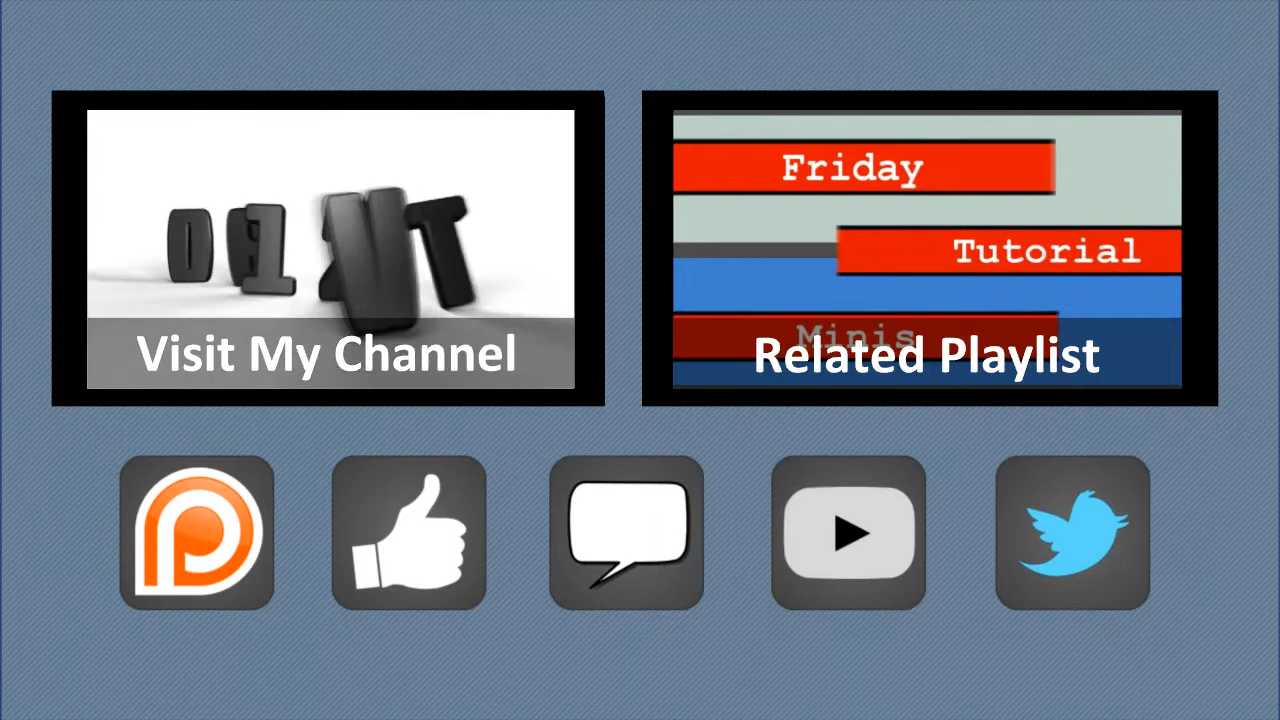 Visit My Channel
Friday
Tutorial
Minis
Related Playlist